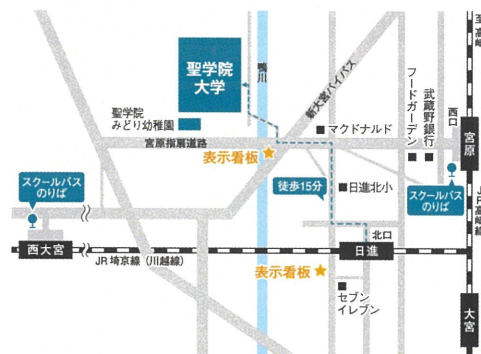 至高崎
鴨川
新大宮バイパス
聖学院
大学
フードガーデン
武蔵野銀行
西口
宮原
聖学院
みどり幼稚園
マクドナルド
宮原指扇道路
表示看板
スクールバス
のりば
徒歩15分
日進北小
スクールバス
のりば
JR高崎線
北口
西大宮
日進
JR 埼京線(川越線)
表示看板
セブン
イレブン
大宮